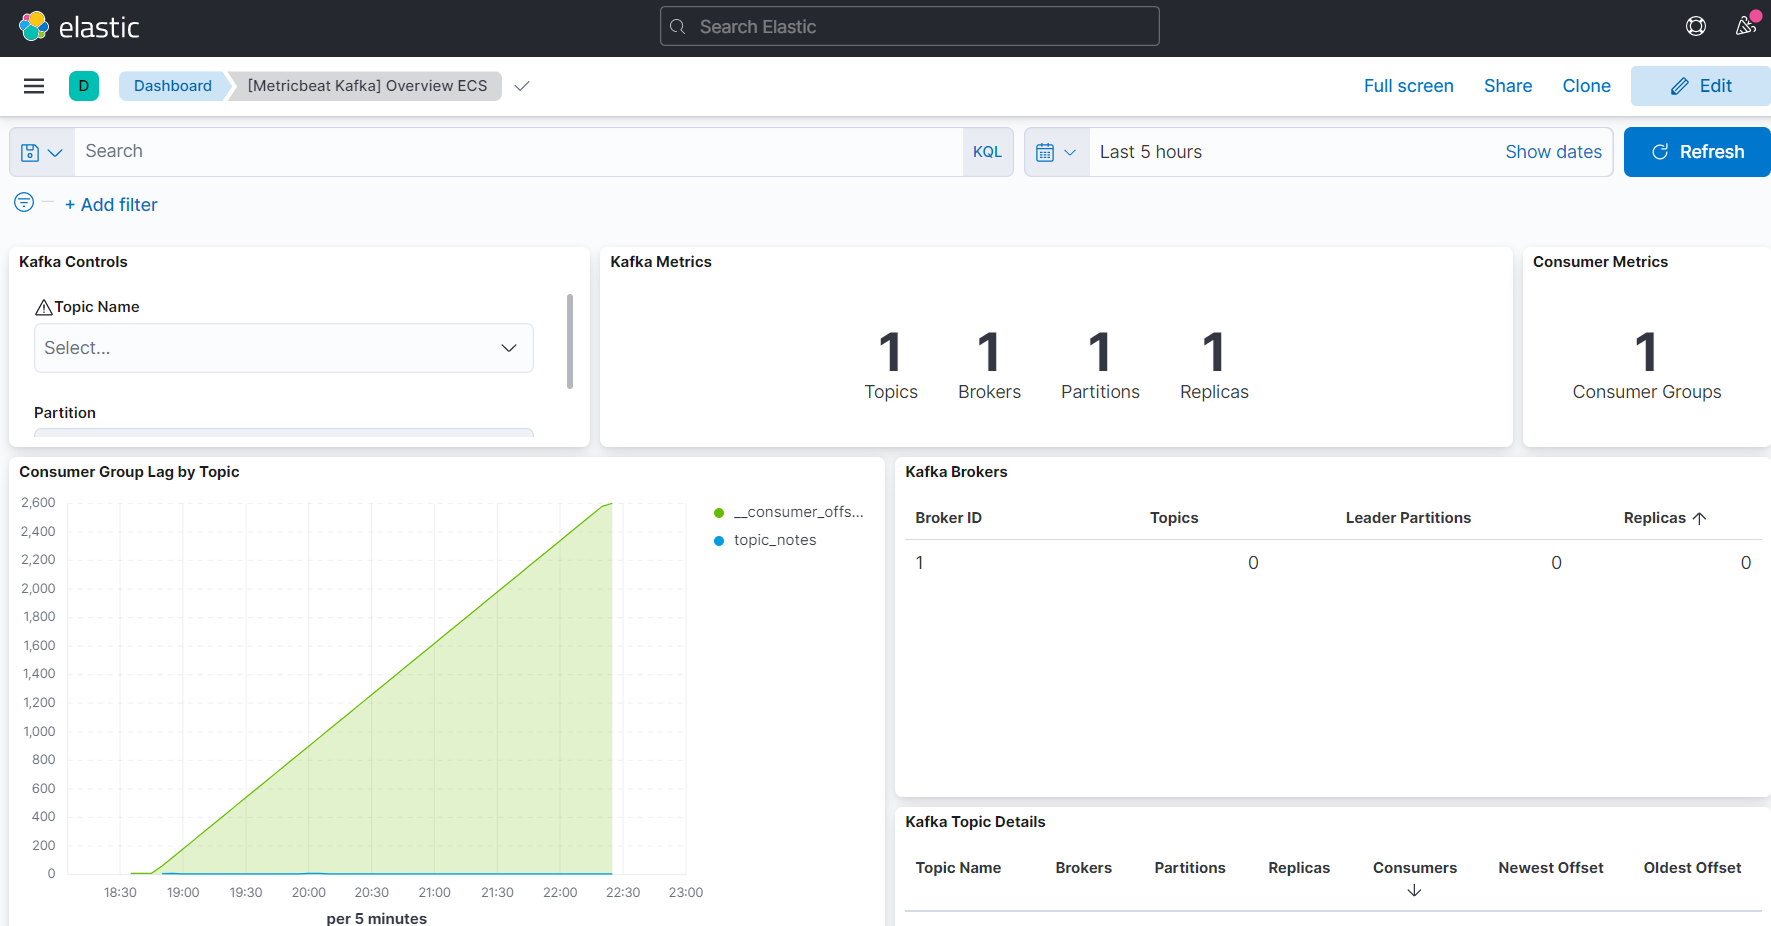 elastic
Search Elastic
D
Dashboard
[Metricbeat Kafka] Overview ECS
Full screen
Share
Clone
Edit
Search
KQL
Last 5 hours
Show dates
Refresh
+ Add filter
Kafka Controls
Topic Name
Select...
Partition
Kafka Metrics
1
Topics
1
Brokers
1
Partitions
1
Replicas
Consumer Metrics
1
Consumer Groups
Consumer Group Lag by Topic
2,600
2,400
2,200
2,000
1,800
1,600
1,400
1,200
1,000
800
600
400
200
0
18:30 19:00 19:30 20:00 20:30 21:00 21:30 22:00 22:30 23:00
per 5 minutes
__consumer_offs...
topic_notes
Kafka Brokers
Broker ID Topics Leader Partitions Replicas
1 0 0 0
Kafka Topic Details
Topic Name Brokers Partitions Replicas Consumers Newest Offset Oldest Offset